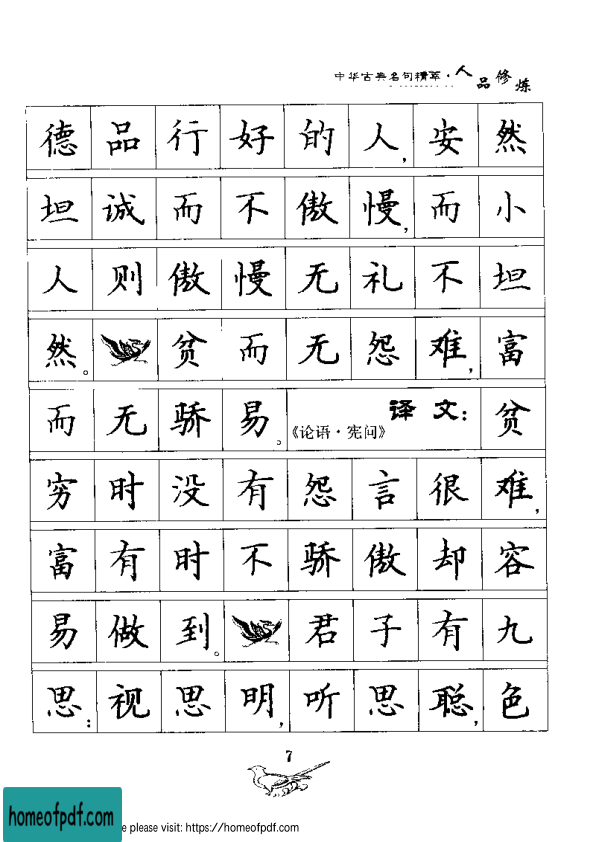 中华古典名句精萃·人品修炼
德品行好的人,安然
坦诚而不傲慢,而小
人则傲慢无礼不坦
然。贫而无怨难,富
而无骄易。《论语·宪问》译文:贫
穷时没有怨言很难,
富有时不骄傲却容
易做到。君子有九
思:视思明,听思聪,色
7
homeofpdf.com
e please visit: https://homeofpdf.com